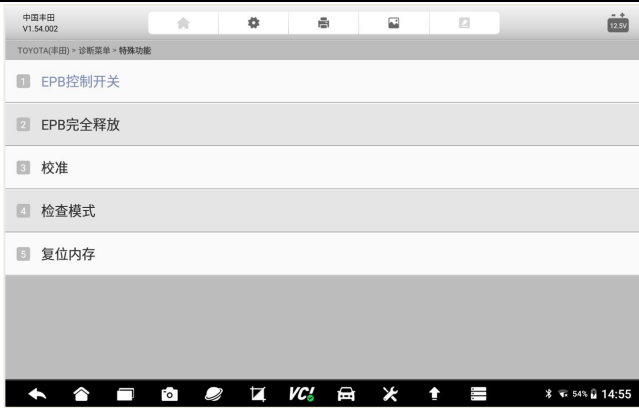 中国丰田
V1.54.002
12.5V
TOYOTA(丰田) > 诊断菜单 > 特殊功能
1 EPB控制开关
2 EPB完全释放
3 校准
4 检查模式
5 复位内存
VC! 54% 14:55